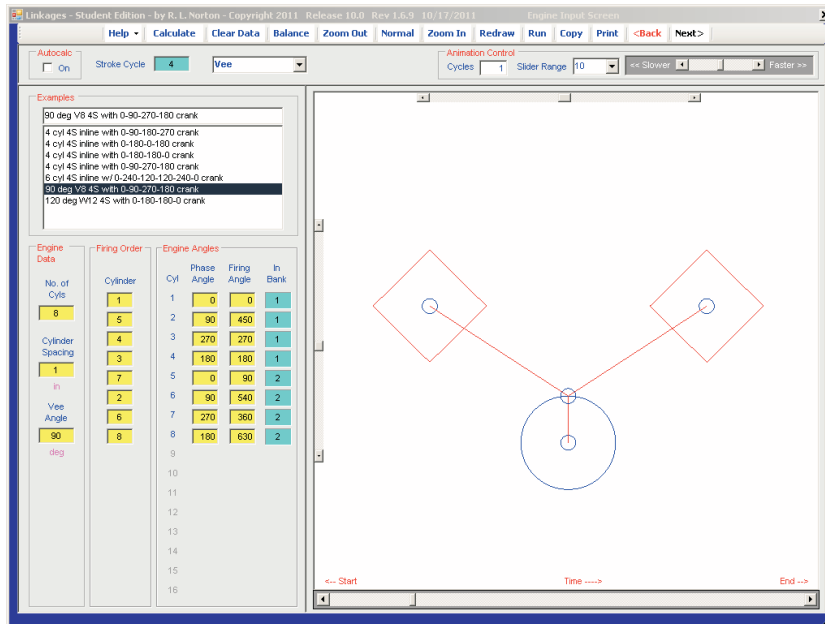 Linkages - Student Edition - by R. L. Norton - Copyright 2011 Release 10.0 Rev 1.6.9 10/17/2011 Engine Input Screen
Help Calculate Clear Data Balance Zoom Out Normal Zoom In Redraw Run Copy Print <Back Next>
Autocalc
On
Stroke Cycle 4 Vee
Animation Control
Cycles 1 Slider Range 10 << Slower Faster >>
Examples
90 deg V8 4S with 0-90-270-180 crank
4 cyl 4S inline with 0-90-180-270 crank
4 cyl 4S inline with 0-180-0-180 crank
4 cyl 4S inline with 0-180-180-0 crank
4 cyl 4S inline with 0-90-270-180 crank
6 cyl 4S inline w/ 0-240-120-120-240-0 crank
90 deg V8 4S with 0-90-270-180 crank
120 deg W12 4S with 0-180-180-0 crank
Engine Data
No. of Cyls
8
Cylinder Spacing
1
in
Vee Angle
90
deg
Firing Order
Cylinder
1
5
4
3
7
2
6
8
Engine Angles
Cyl Phase Angle Firing Angle In Bank
1 0 0 1
2 90 450 1
3 270 270 1
4 180 180 1
5 0 90 2
6 90 540 2
7 270 360 2
8 180 630 2
9
10
11
12
13
14
15
16
<-- Start Time ----> End -->